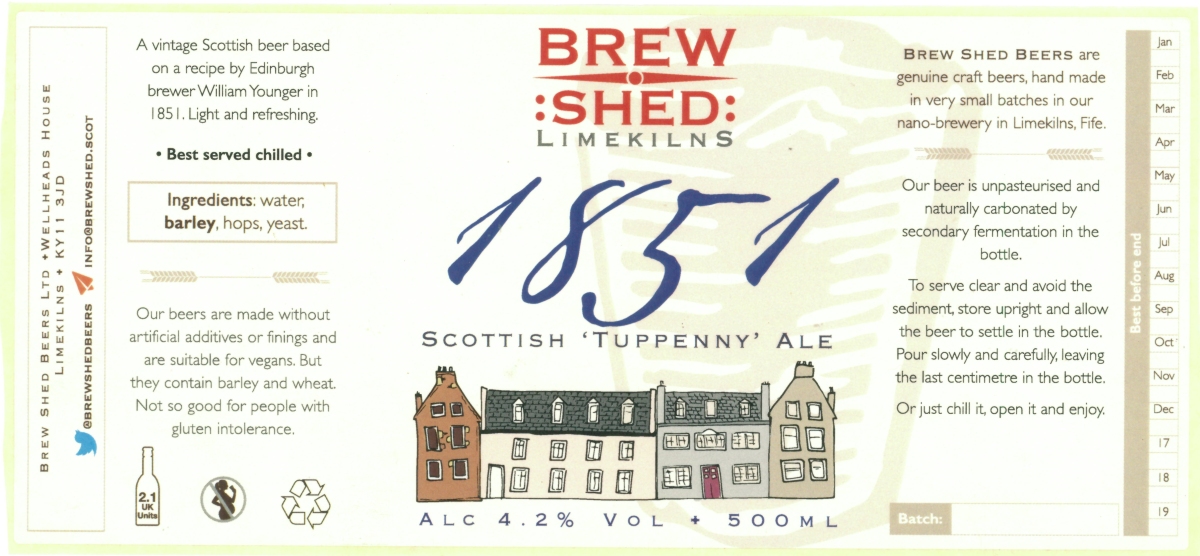 BREW SHED BEERS LTD + WELLHEADS HOUSE
LIMEKILNS + KY11 3JD
@BREWSHEDBEERS INFO@BREWSHED.SCOT
A vintage Scottish beer based
on a recipe by Edinburgh
brewer William Younger in
1851. Light and refreshing.
• Best served chilled •
Ingredients: water,
barley, hops, yeast.
Our beers are made without
artificial additives or finings and
are suitable for vegans. But
they contain barley and wheat.
Not so good for people with
gluten intolerance.
2.1
UK
Units
BREW
:SHED:
LIMEKILNS
1851
SCOTTISH ‘TUPPENNY’ ALE
ALC 4.2% VOL + 500ML
BREW SHED BEERS are
genuine craft beers, hand made
in very small batches in our
nano-brewery in Limekilns, Fife.
Our beer is unpasteurised and
naturally carbonated by
secondary fermentation in the
bottle.
To serve clear and avoid the
sediment, store upright and allow
the beer to settle in the bottle.
Pour slowly and carefully, leaving
the last centimetre in the bottle.
Or just chill it, open it and enjoy.
Batch:
Best before end
Jan
Feb
Mar
Apr
May
Jun
Jul
Aug
Sep
Oct
Nov
Dec
17
18
19